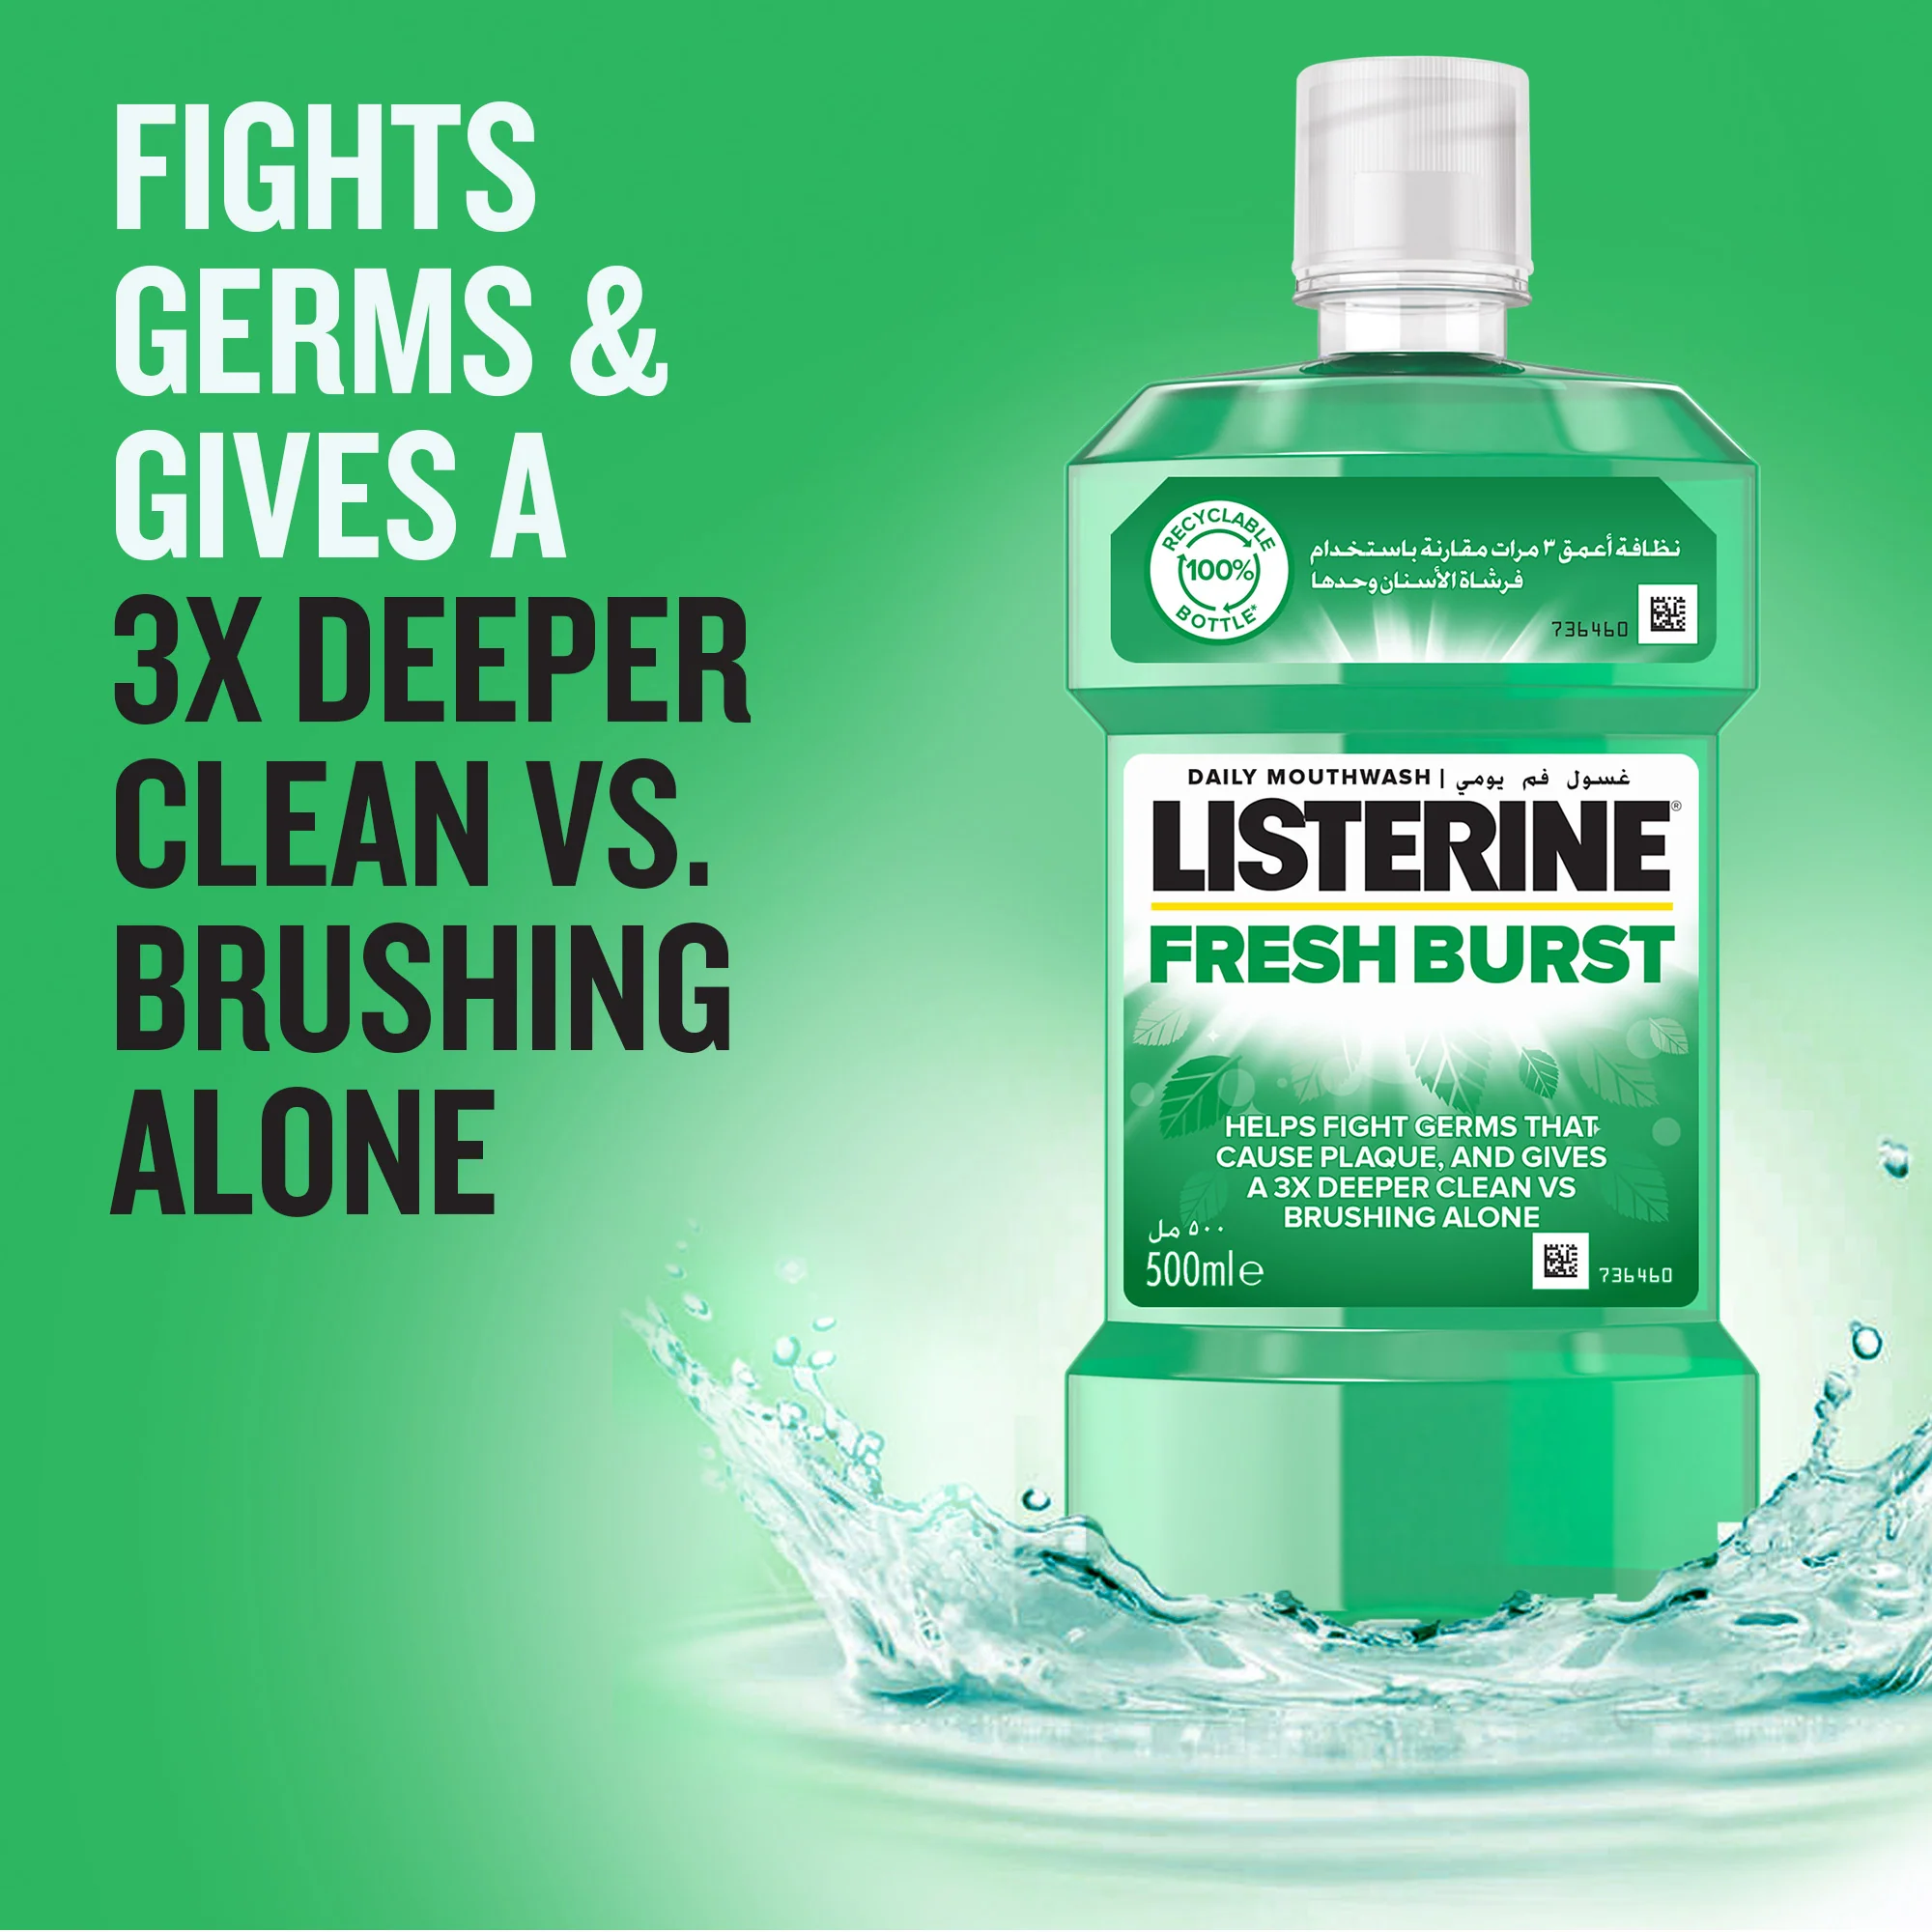 FIGHTS
GERMS &
GIVES A
3X DEEPER
CLEAN VS.
BRUSHING
ALONE
RECYCLABLE
100%
BOTTLE*
نظافة أعمق ٣ مرات مقارنة باستخدام
فرشاة الأسنان وحدها
736460
DAILY MOUTHWASH | غسول فم يومي
LISTERINE®
FRESH BURST
HELPS FIGHT GERMS THAT
CAUSE PLAQUE, AND GIVES
A 3X DEEPER CLEAN VS
BRUSHING ALONE
٥٠٠ مل
500ml e
736460